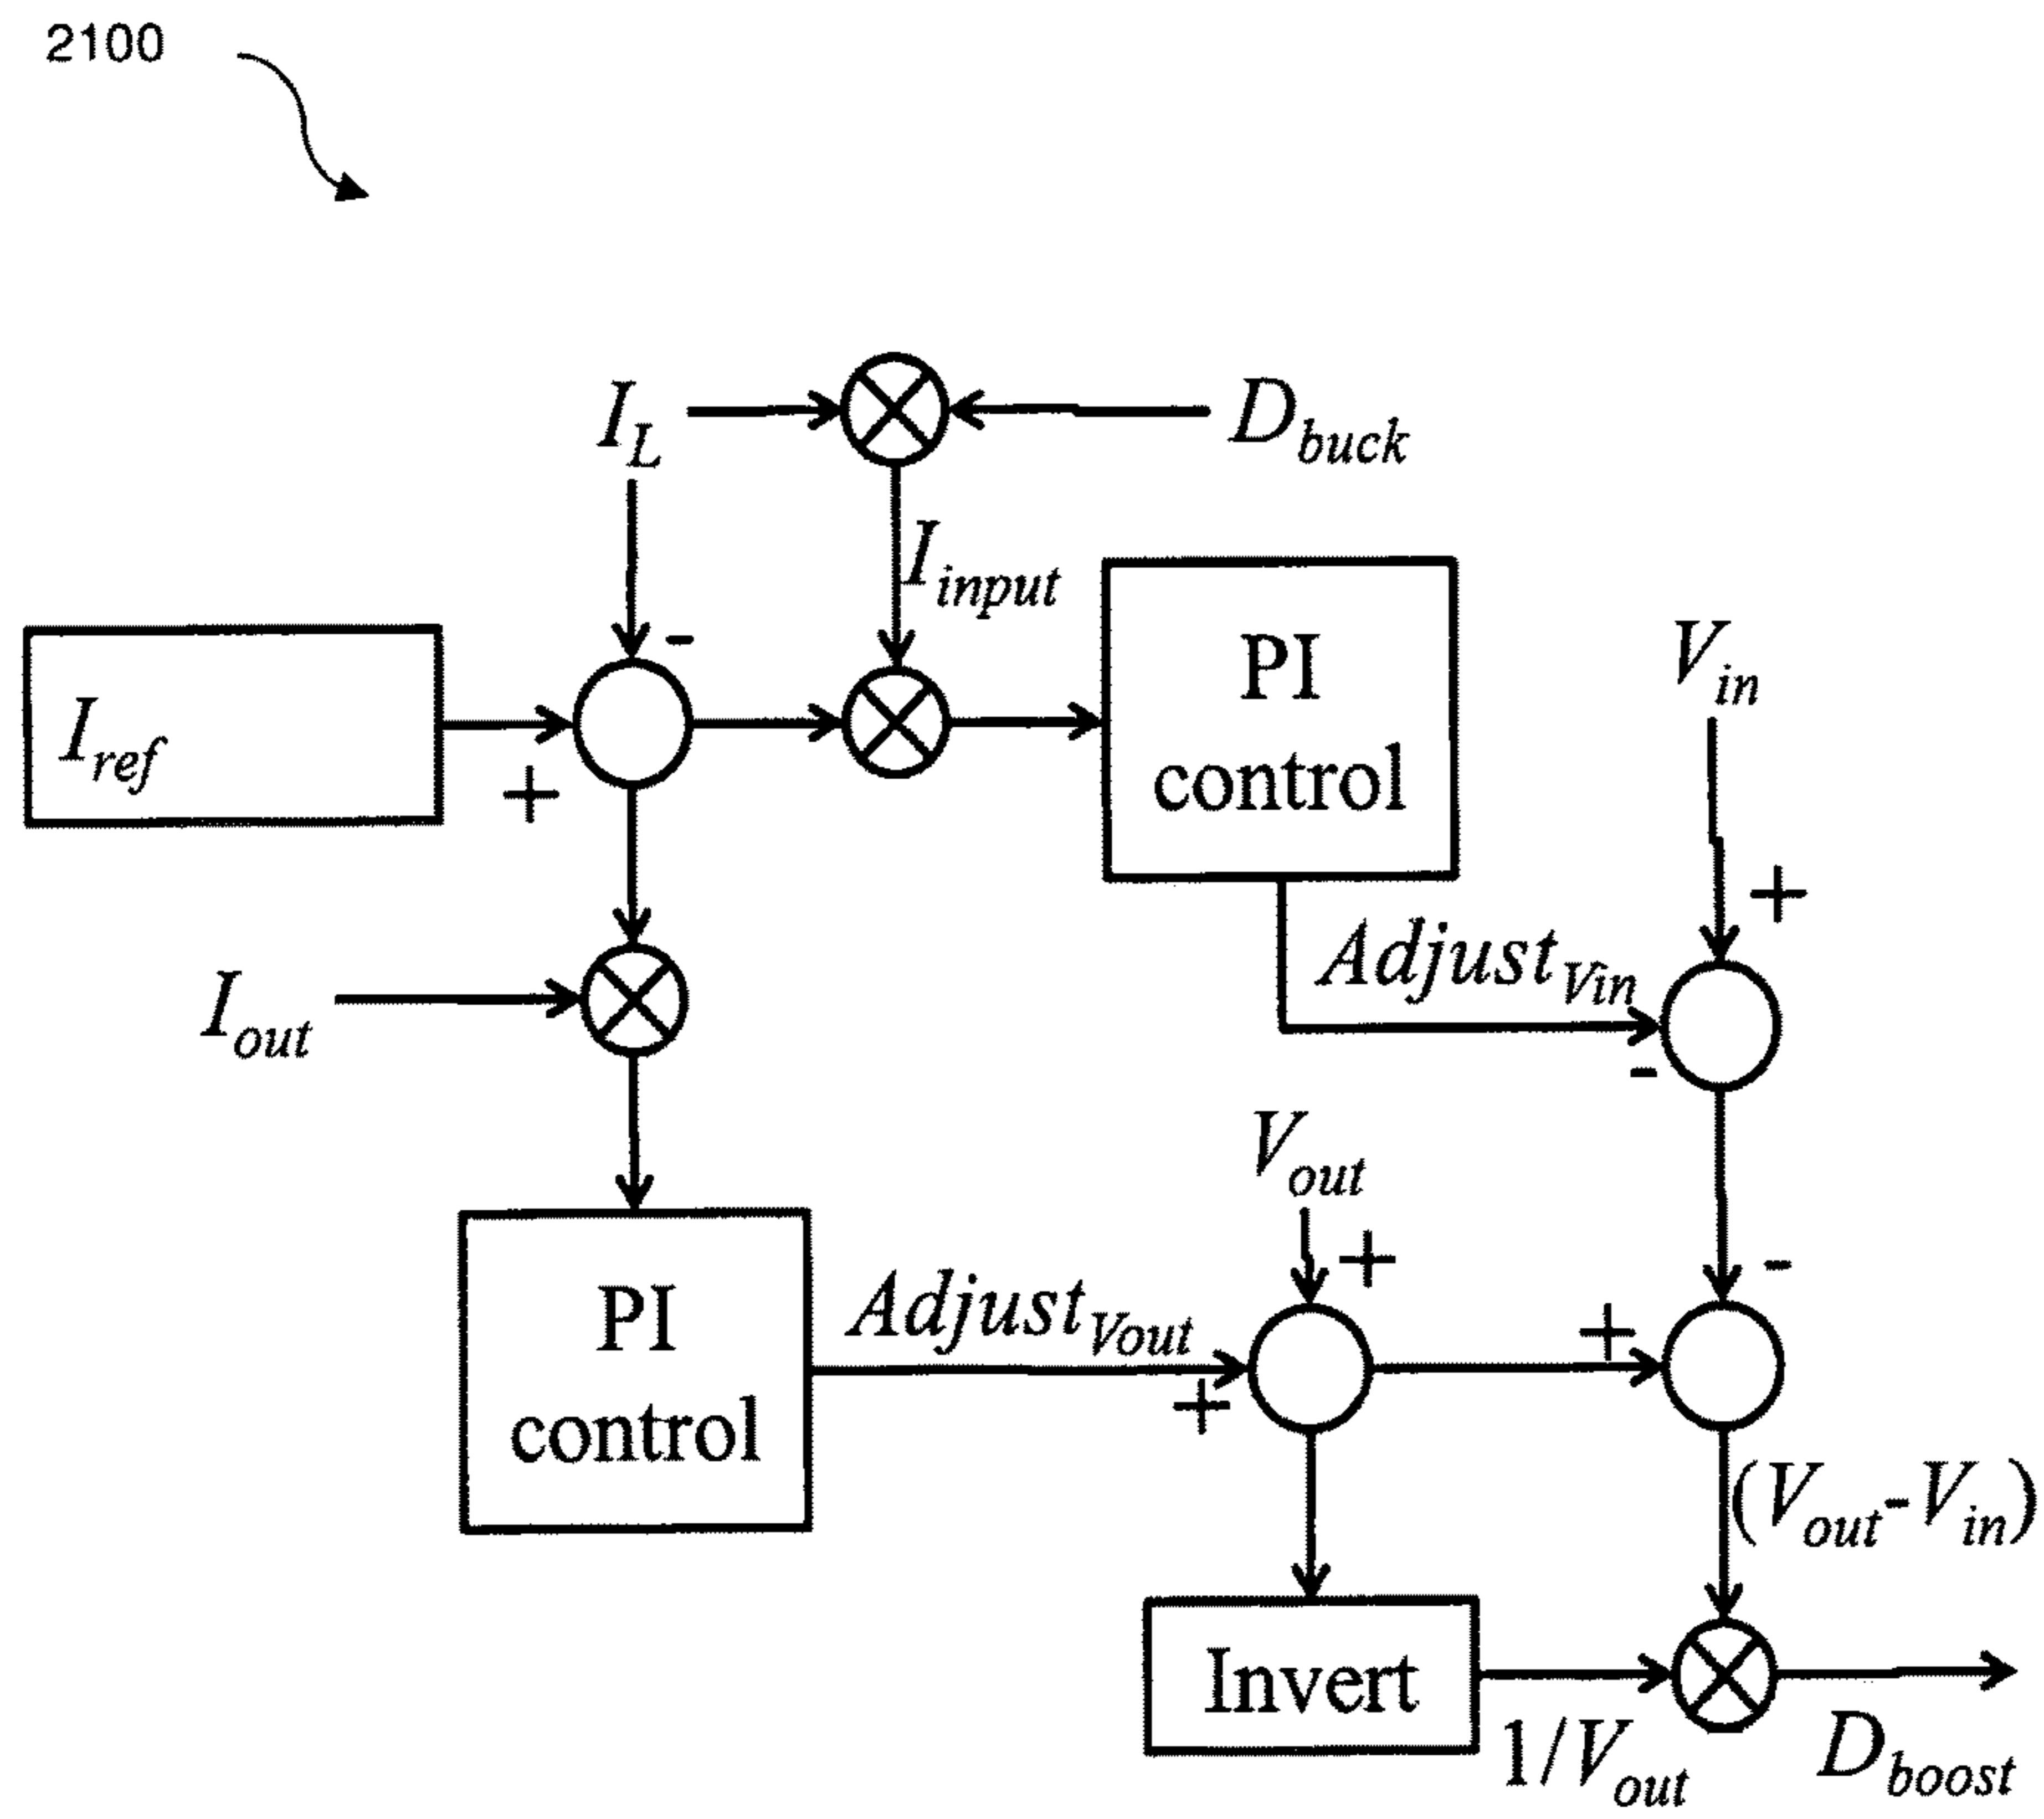 2100
I_L
D_buck
I_input
-
PI
control
I_ref
+
V_in
+
Adjust_Vin
I_out
-
V_out
+
-
PI
control
Adjust_Vout
+
+
(V_out-V_in)
Invert
1/V_out
D_boost